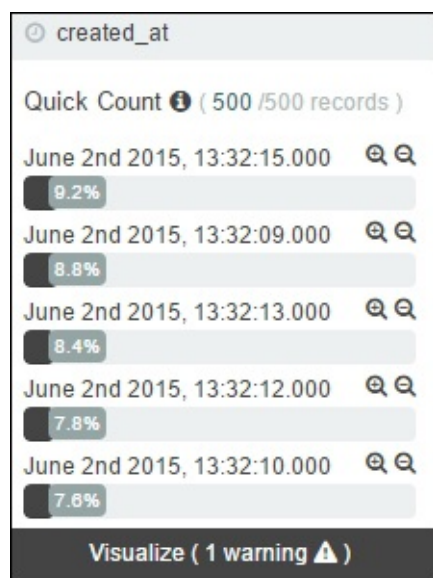 created_at
Quick Count ( 500 /500 records )
June 2nd 2015, 13:32:15.000
9.2%
June 2nd 2015, 13:32:09.000
8.8%
June 2nd 2015, 13:32:13.000
8.4%
June 2nd 2015, 13:32:12.000
7.8%
June 2nd 2015, 13:32:10.000
7.6%
Visualize ( 1 warning )